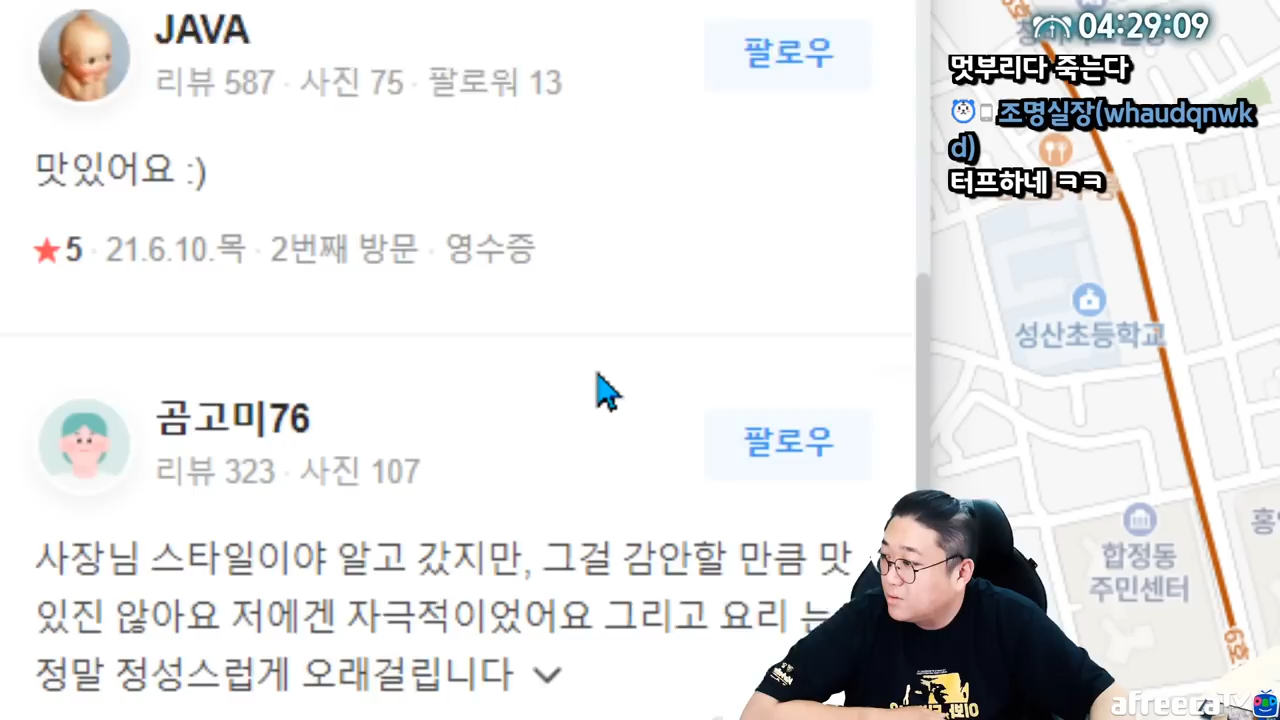 JAVA
리뷰 587 · 사진 75 · 팔로워 13
팔로우
맛있어요 :)
★5 · 21.6.10.목 · 2번째 방문 · 영수증
곰고미76
리뷰 323 · 사진 107
팔로우
사장님 스타일이야 알고 갔지만, 그걸 감안할 만큼 맛
있진 않아요 저에겐 자극적이었어요 그리고 요리 는
정말 정성스럽게 오래걸립니다
04:29:09
멋부리다 죽는다
조명실장(whaudqnwk
d)
터프하네 ㅋㅋ
성산초등학교
합정동
주민센터
afreecaTV